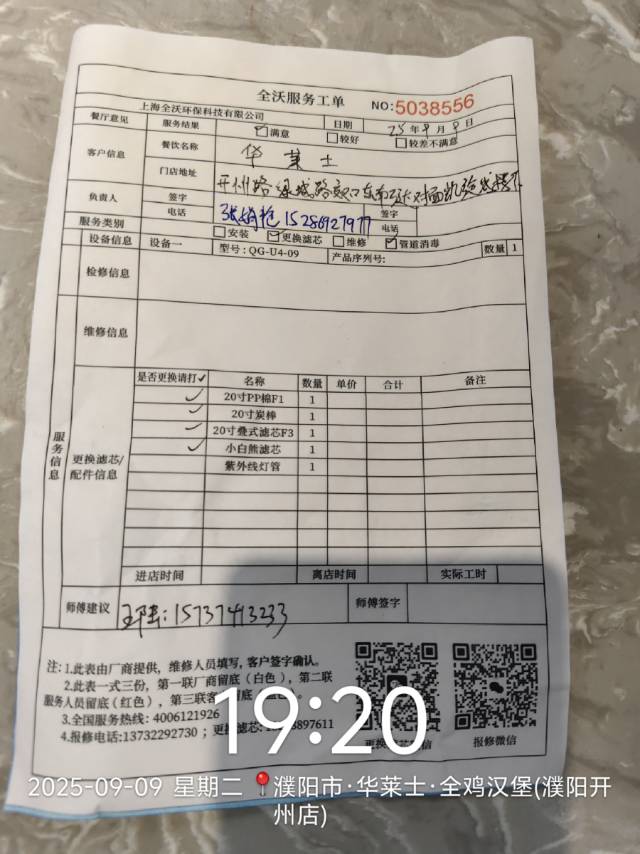 全沃服务工单 NO:5038556
上海全沃环保科技有限公司 日期 25年9月9日
餐厅意见 服务结果 ☑满意 □较好 □较差不满意
客户信息 餐饮名称 华莱士
门店地址 开州路
负责人 签字 签字
电话 15286927977 电话
服务类别 □安装 ☑更换滤芯 □维修 ☑管道消毒
设备信息 设备一 型号:QG-U4-09 产品序列号: 数量 1
检修信息
维修信息
服务信息
更换滤芯/配件信息
是否更换请打✓ 名称 数量 单价 合计 备注
✓ 20寸PP棉F1 1
✓ 20寸炭棒 1
✓ 20寸叠式滤芯F3 1
✓ 小白熊滤芯 1
紫外线灯管 1
进店时间 离店时间 实际工时
师傅建议 15737413233 师傅签字
注:1.此表由厂商提供,维修人员填写,客户签字确认。
2.此表一式三份,第一联厂商留底(白色),第二联
服务人员留底(红色),第三联客 留底
3.全国服务热线:4006121926
4.报修电话:13732292730;更换滤芯: 3897611
报修微信
19:20
2025-09-09 星期二 濮阳市·华莱士·全鸡汉堡(濮阳开
州店)